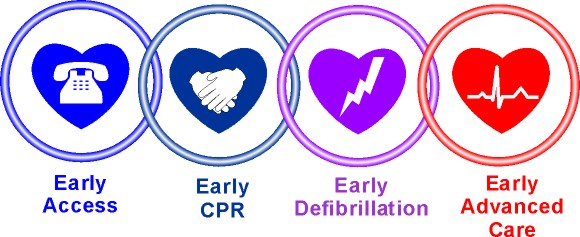 Early
Access
Early
CPR
Early
Defibrillation
Early
Advanced
Care